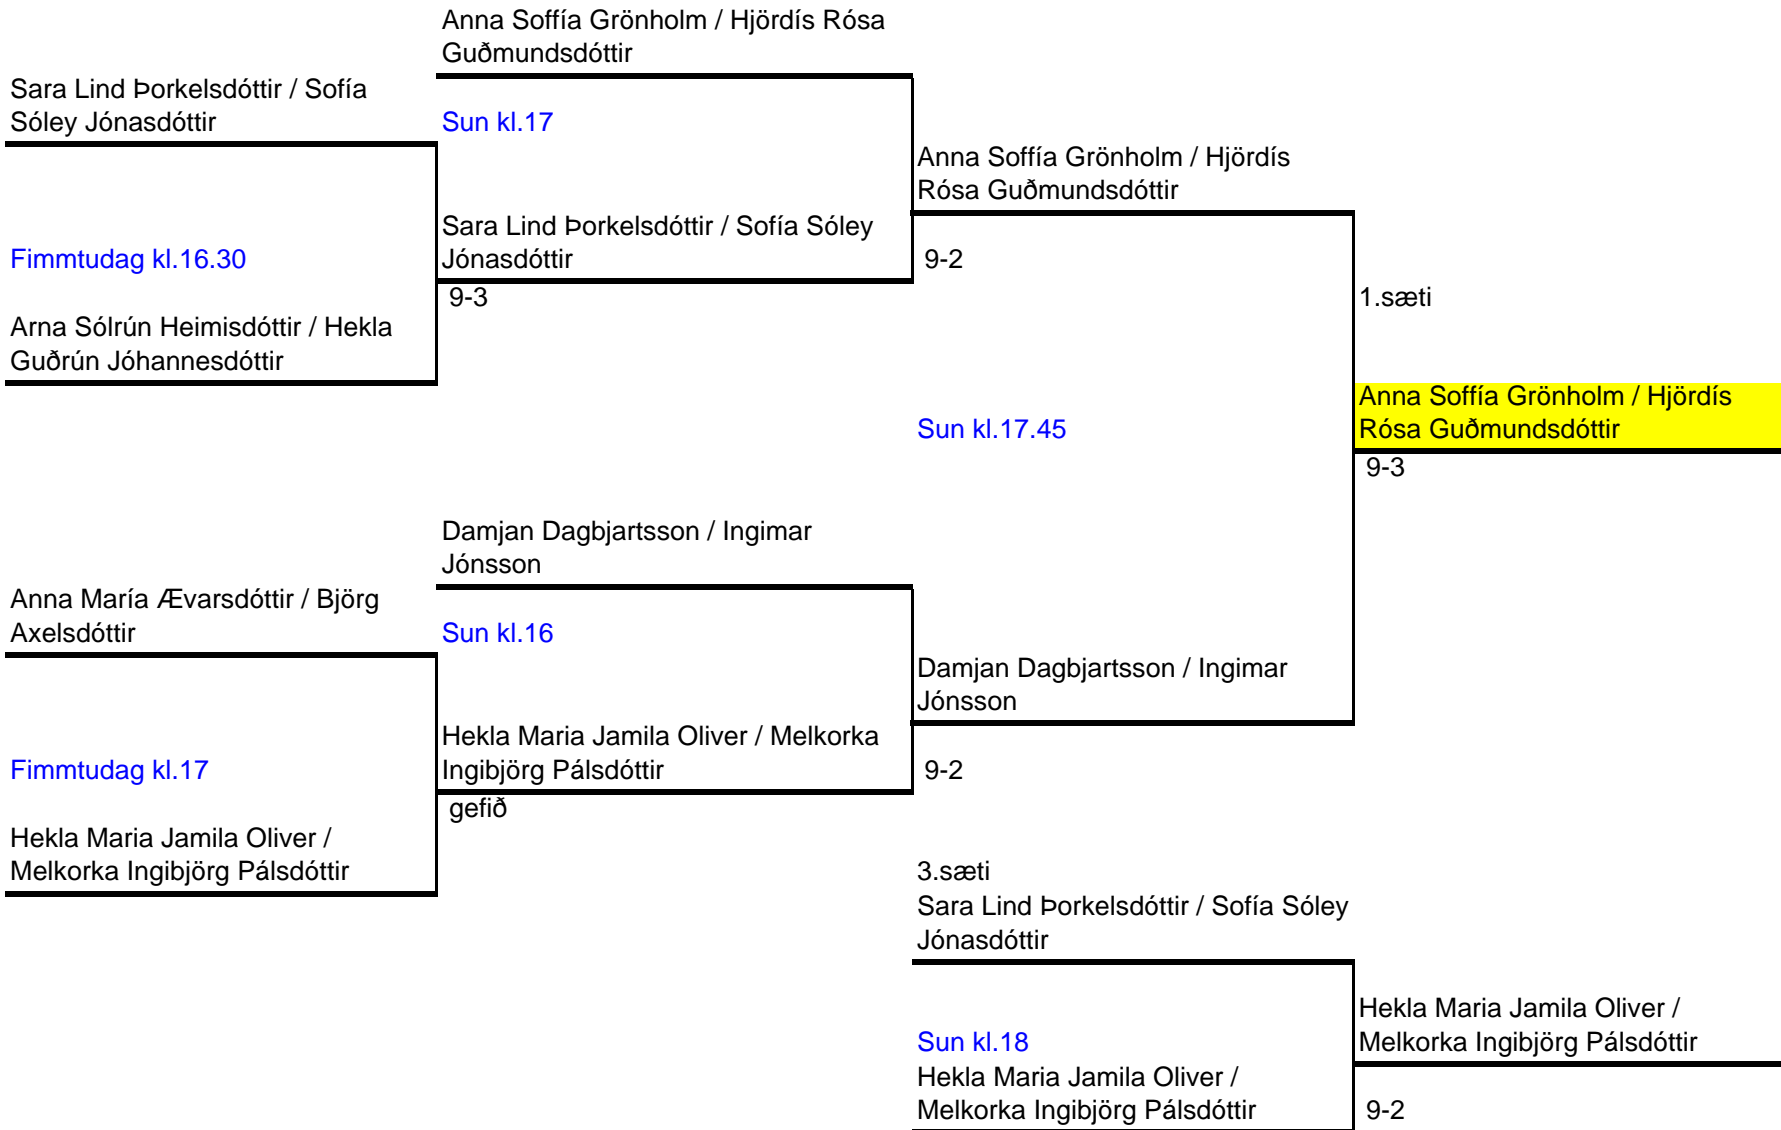 Anna Soffía Grönholm / Hjördís Rósa
Guðmundsdóttir
Sara Lind Þorkelsdóttir / Sofía
Sóley Jónasdóttir
Sun kl.17
Anna Soffía Grönholm / Hjördís
Rósa Guðmundsdóttir
Sara Lind Þorkelsdóttir / Sofía Sóley
Jónasdóttir
Fimmtudag kl.16.30
9-2
9-3
1.sæti
Arna Sólrún Heimisdóttir / Hekla
Guðrún Jóhannesdóttir
Anna Soffía Grönholm / Hjördís
Rósa Guðmundsdóttir
Sun kl.17.45
9-3
Damjan Dagbjartsson / Ingimar
Jónsson
Anna María Ævarsdóttir / Björg
Axelsdóttir
Sun kl.16
Damjan Dagbjartsson / Ingimar
Jónsson
Hekla Maria Jamila Oliver / Melkorka
Ingibjörg Pálsdóttir
Fimmtudag kl.17
9-2
gefið
Hekla Maria Jamila Oliver /
Melkorka Ingibjörg Pálsdóttir
3.sæti
Sara Lind Þorkelsdóttir / Sofía Sóley
Jónasdóttir
Hekla Maria Jamila Oliver /
Melkorka Ingibjörg Pálsdóttir
Sun kl.18
Hekla Maria Jamila Oliver /
Melkorka Ingibjörg Pálsdóttir
9-2